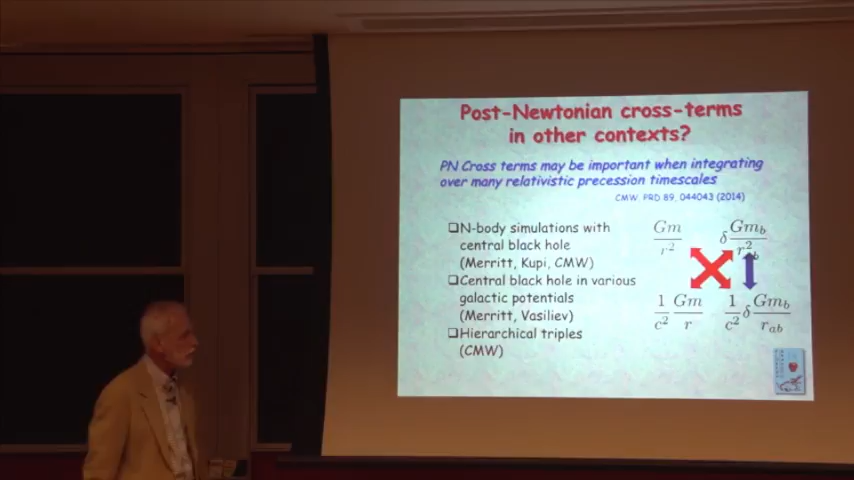 Post-Newtonian cross-terms
in other contexts?
PN Cross terms may be important when integrating
over many relativistic precession timescales
CMW PRD 89, 044043 (2014)
❑N-body simulations with
central black hole
(Merritt, Kupi, CMW)
❑Central black hole in various
galactic potentials
(Merritt, Vasiliev)
❑Hierarchical triples
(CMW)
Gm/r² δ Gm_b/r²_ab
1/c² Gm/r 1/c² δ Gm_b/r_ab